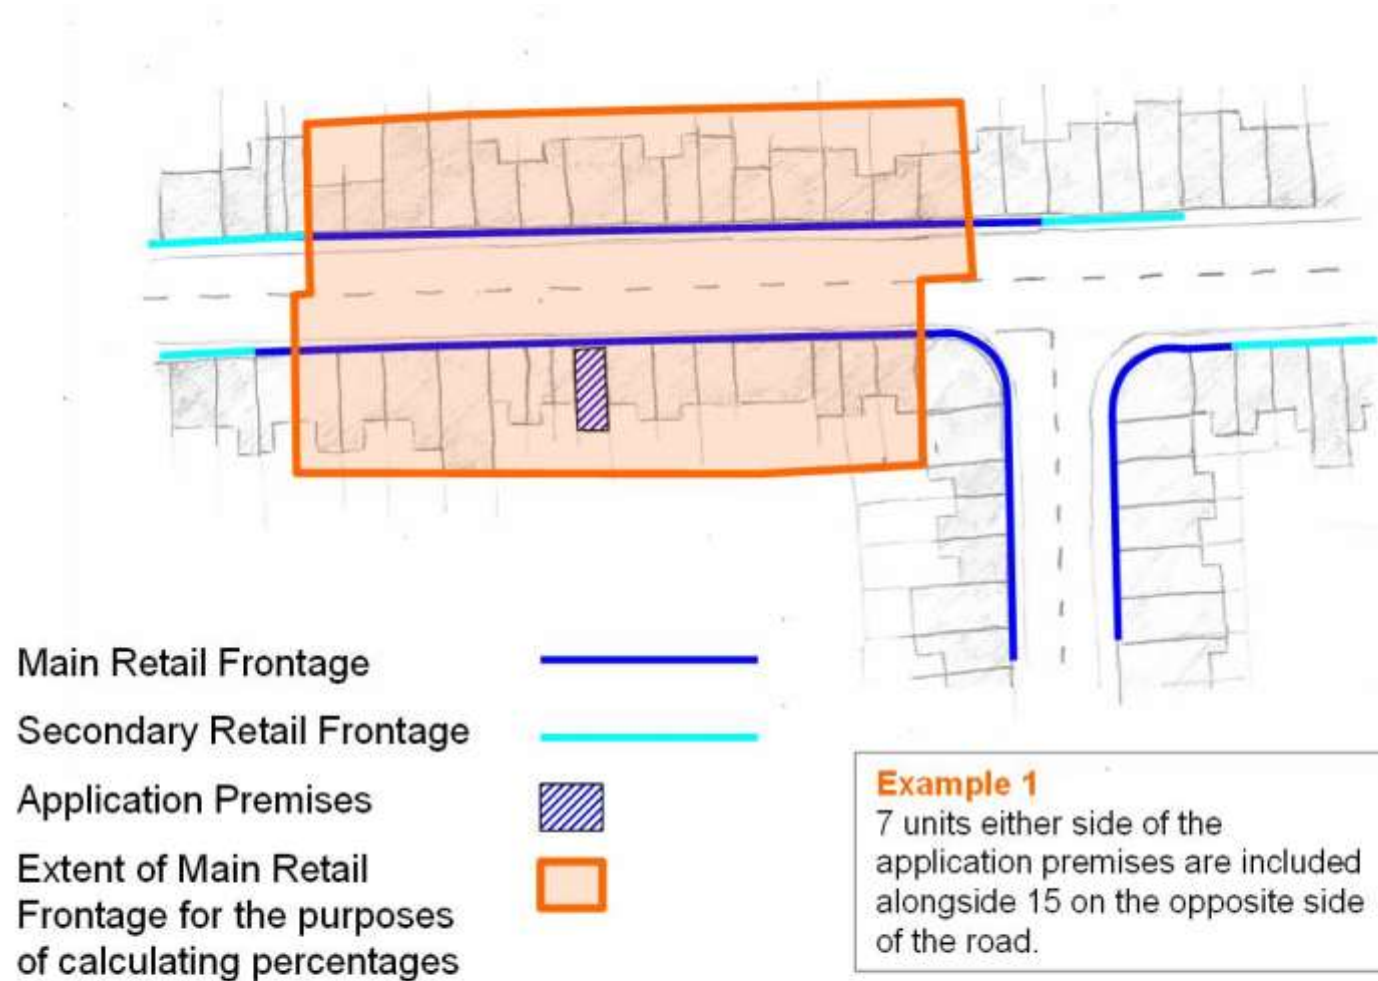 Main Retail Frontage
Secondary Retail Frontage
Application Premises
Extent of Main Retail
Frontage for the purposes
of calculating percentages
Example 1
7 units either side of the
application premises are included
alongside 15 on the opposite side
of the road.